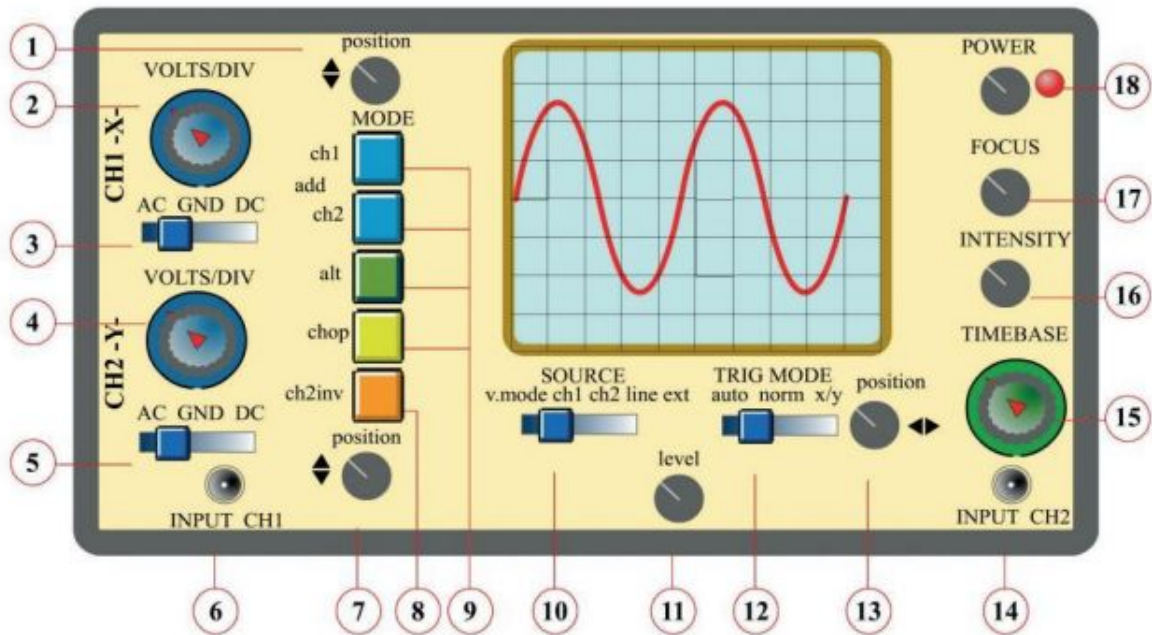 1
position
POWER
VOLTS/DIV
18
2
MODE
CH1 -X-
ch1
FOCUS
add
17
AC GND DC
ch2
3
INTENSITY
VOLTS/DIV
alt
16
4
TIMEBASE
chop
CH2 -Y-
SOURCE
TRIG MODE
v.mode ch1 ch2 line ext
auto norm x/y
position
ch2inv
AC GND DC
15
position
5
level
INPUT CH1
INPUT CH2
6
7
8
9
10
11
12
13
14